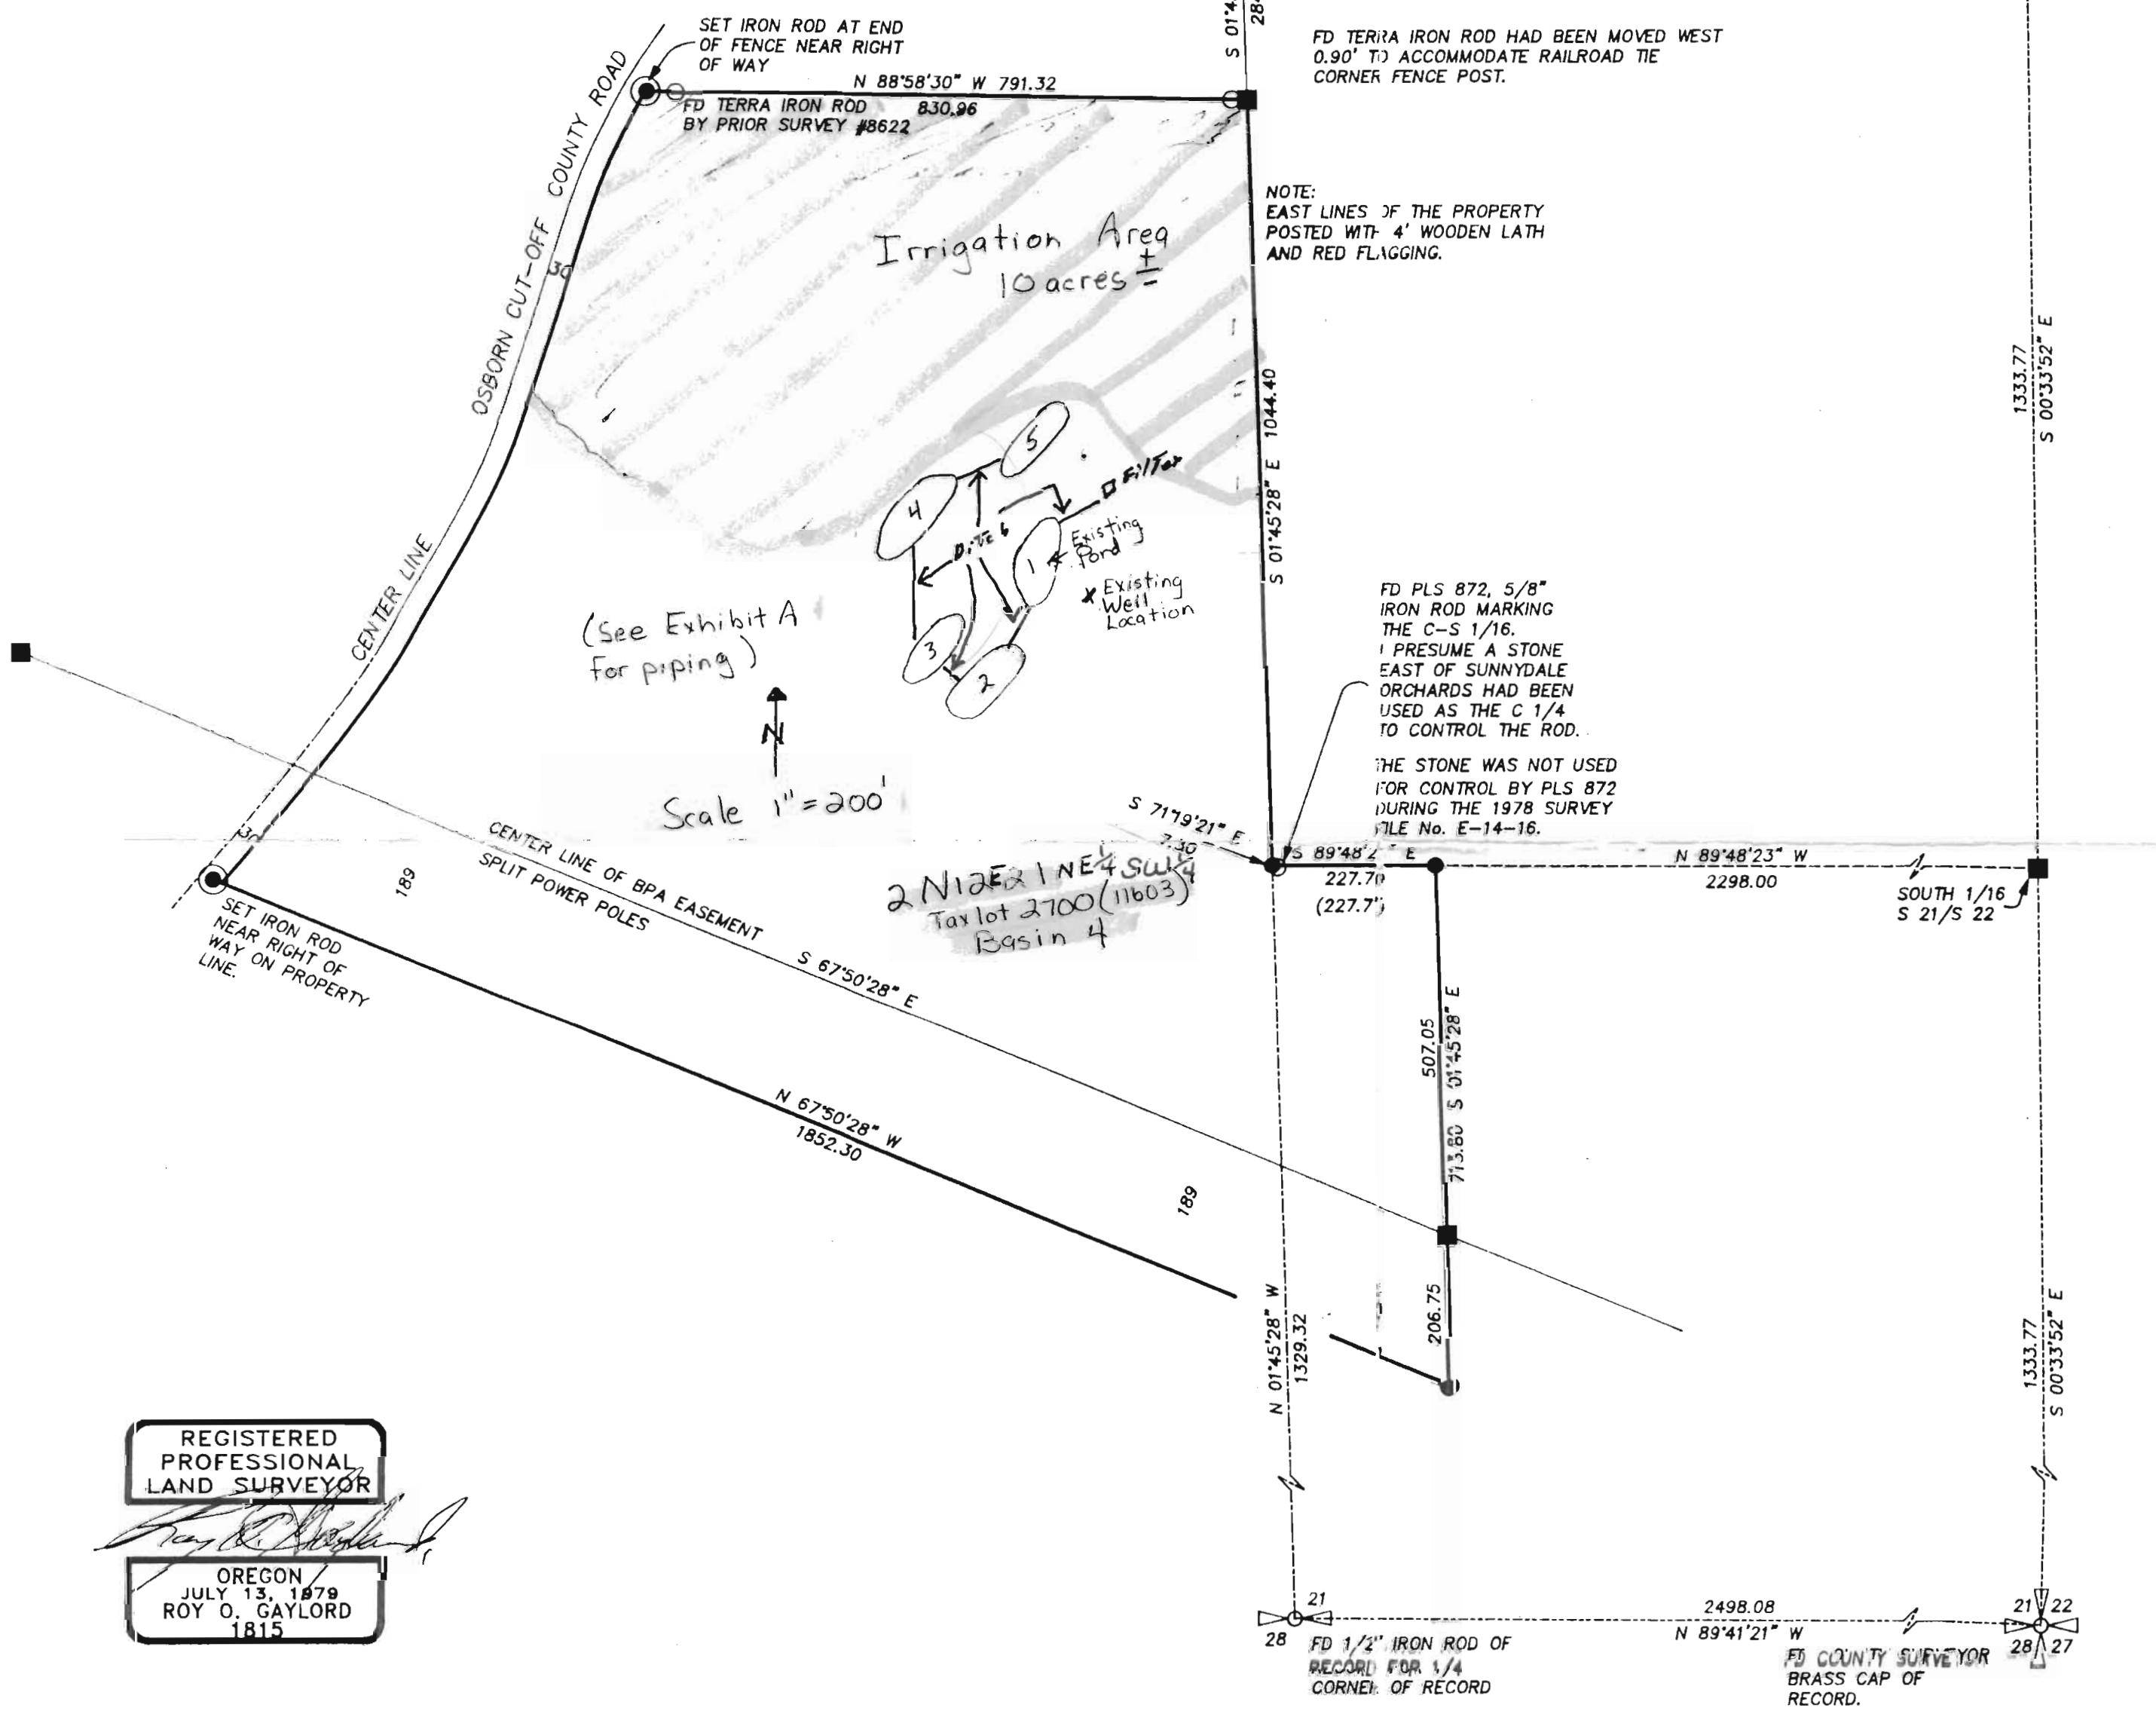 SET IRON ROD AT END
OF FENCE NEAR RIGHT
OF WAY
N 88°58'30" W 791.32
830.96
FD TERRA IRON ROD
BY PRIOR SURVEY #8622
S 01°4
28
FD TERRA IRON ROD HAD BEEN MOVED WEST
0.90' TO ACCOMMODATE RAILROAD TIE
CORNER FENCE POST.
NOTE:
EAST LINES OF THE PROPERTY
POSTED WITH 4' WOODEN LATH
AND RED FLAGGING.
OSBORN CUT-OFF COUNTY ROAD
30
CENTER LINE
Irrigation Area
10 acres ±
S 01°45'28" E 1044.40
1333.77
S 00°33'52" E
5
4
Filter
1
Existing
Pond
* Existing
Well
Location
3
2
(See Exhibit A
for piping)
N
Scale 1" = 200'
FD PLS 872, 5/8"
IRON ROD MARKING
THE C-S 1/16.
I PRESUME A STONE
EAST OF SUNNYDALE
ORCHARDS HAD BEEN
USED AS THE C 1/4
TO CONTROL THE ROD.
THE STONE WAS NOT USED
FOR CONTROL BY PLS 872
DURING THE 1978 SURVEY
FILE No. E-14-16.
S 71°19'21" E
7.30
S 89°48'2 " E
227.70
(227.7')
N 89°48'23" W
2298.00
SOUTH 1/16
S 21/S 22
2N12E21NE¼SW¼
Tax lot 2700 (11603)
Basin 4
30
189
SET IRON ROD
NEAR RIGHT OF
WAY ON PROPERTY
LINE.
CENTER LINE OF BPA EASEMENT
SPLIT POWER POLES
S 67°50'28" E
N 67°50'28" W
1852.30
189
507.05
713.80 S 01°45'28" E
206.75
N 01°45'28" W
1329.32
1333.77
S 00°33'52" E
REGISTERED
PROFESSIONAL
LAND SURVEYOR
OREGON
JULY 13, 1979
ROY O. GAYLORD
1815
21
28
FD 1/2" IRON ROD OF
RECORD FOR 1/4
CORNER OF RECORD
2498.08
N 89°41'21" W
21 22
28 27
FD COUNTY SURVEYOR
BRASS CAP OF
RECORD.